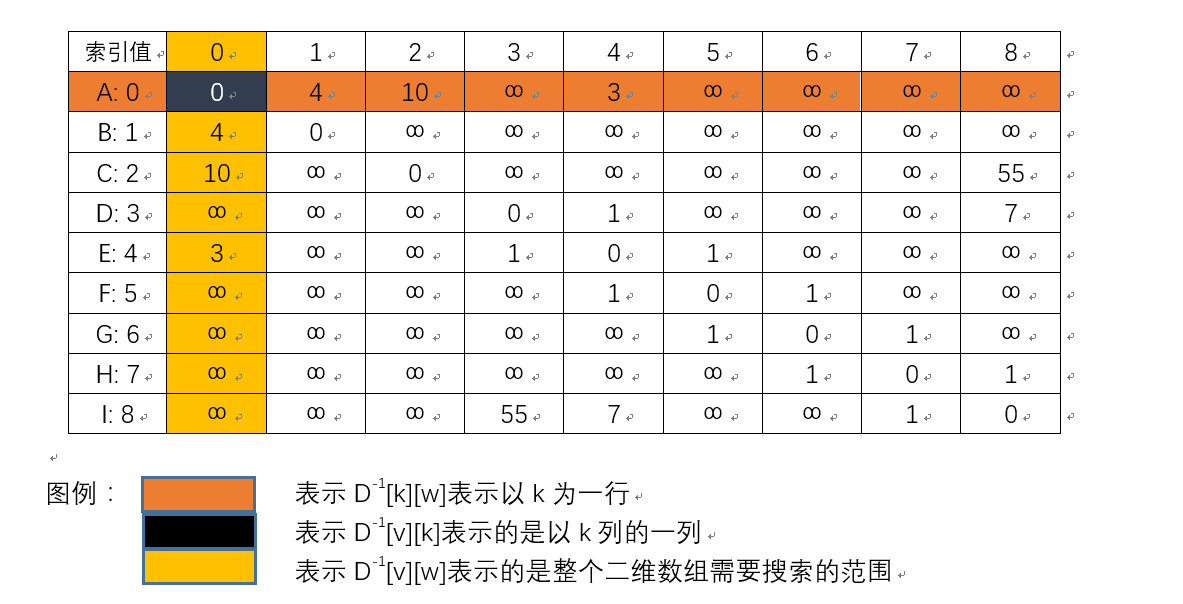 索引值 0 1 2 3 4 5 6 7 8
A: 0 0 4 10 ∞ 3 ∞ ∞ ∞ ∞
B: 1 4 0 ∞ ∞ ∞ ∞ ∞ ∞ ∞
C: 2 10 ∞ 0 ∞ ∞ ∞ ∞ ∞ 55
D: 3 ∞ ∞ ∞ 0 1 ∞ ∞ ∞ 7
E: 4 3 ∞ ∞ 1 0 1 ∞ ∞ ∞
F: 5 ∞ ∞ ∞ ∞ 1 0 1 ∞ ∞
G: 6 ∞ ∞ ∞ ∞ ∞ 1 0 1 ∞
H: 7 ∞ ∞ ∞ ∞ ∞ ∞ 1 0 1
I: 8 ∞ ∞ ∞ 55 7 ∞ ∞ 1 0
图例： 表示 D⁻¹[k][w]表示以 k 为一行
表示 D⁻¹[v][k]表示的是以 k 列的一列
表示 D⁻¹[v][w]表示的是整个二维数组需要搜索的范围